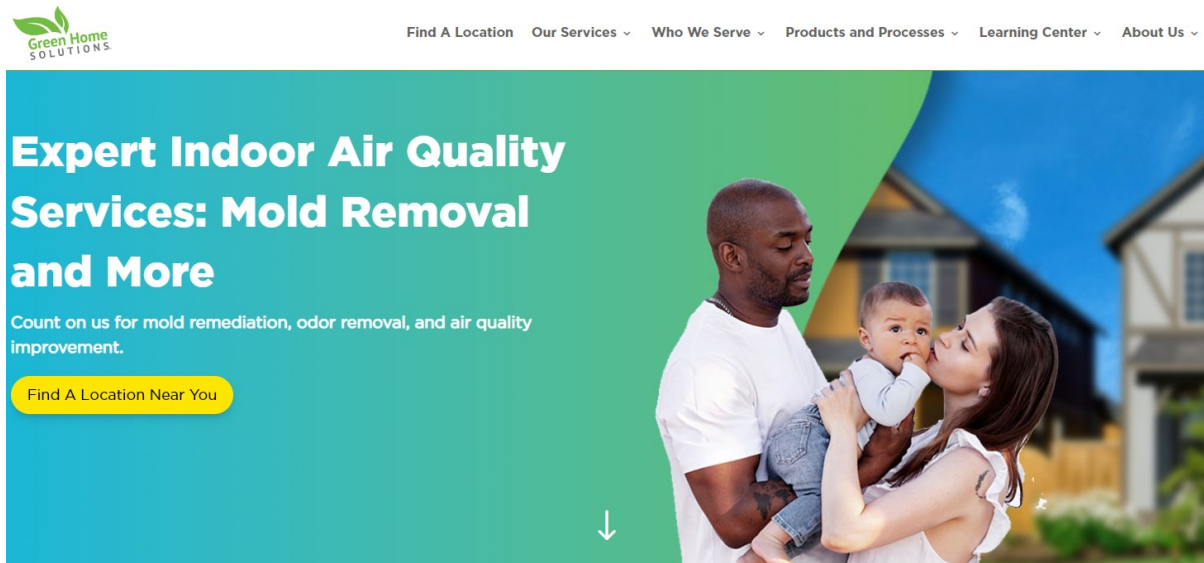 Green Home
SOLUTIONS
Find A Location Our Services Who We Serve Products and Processes Learning Center About Us
Expert Indoor Air Quality
Services: Mold Removal
and More
Count on us for mold remediation, odor removal, and air quality
improvement.
Find A Location Near You